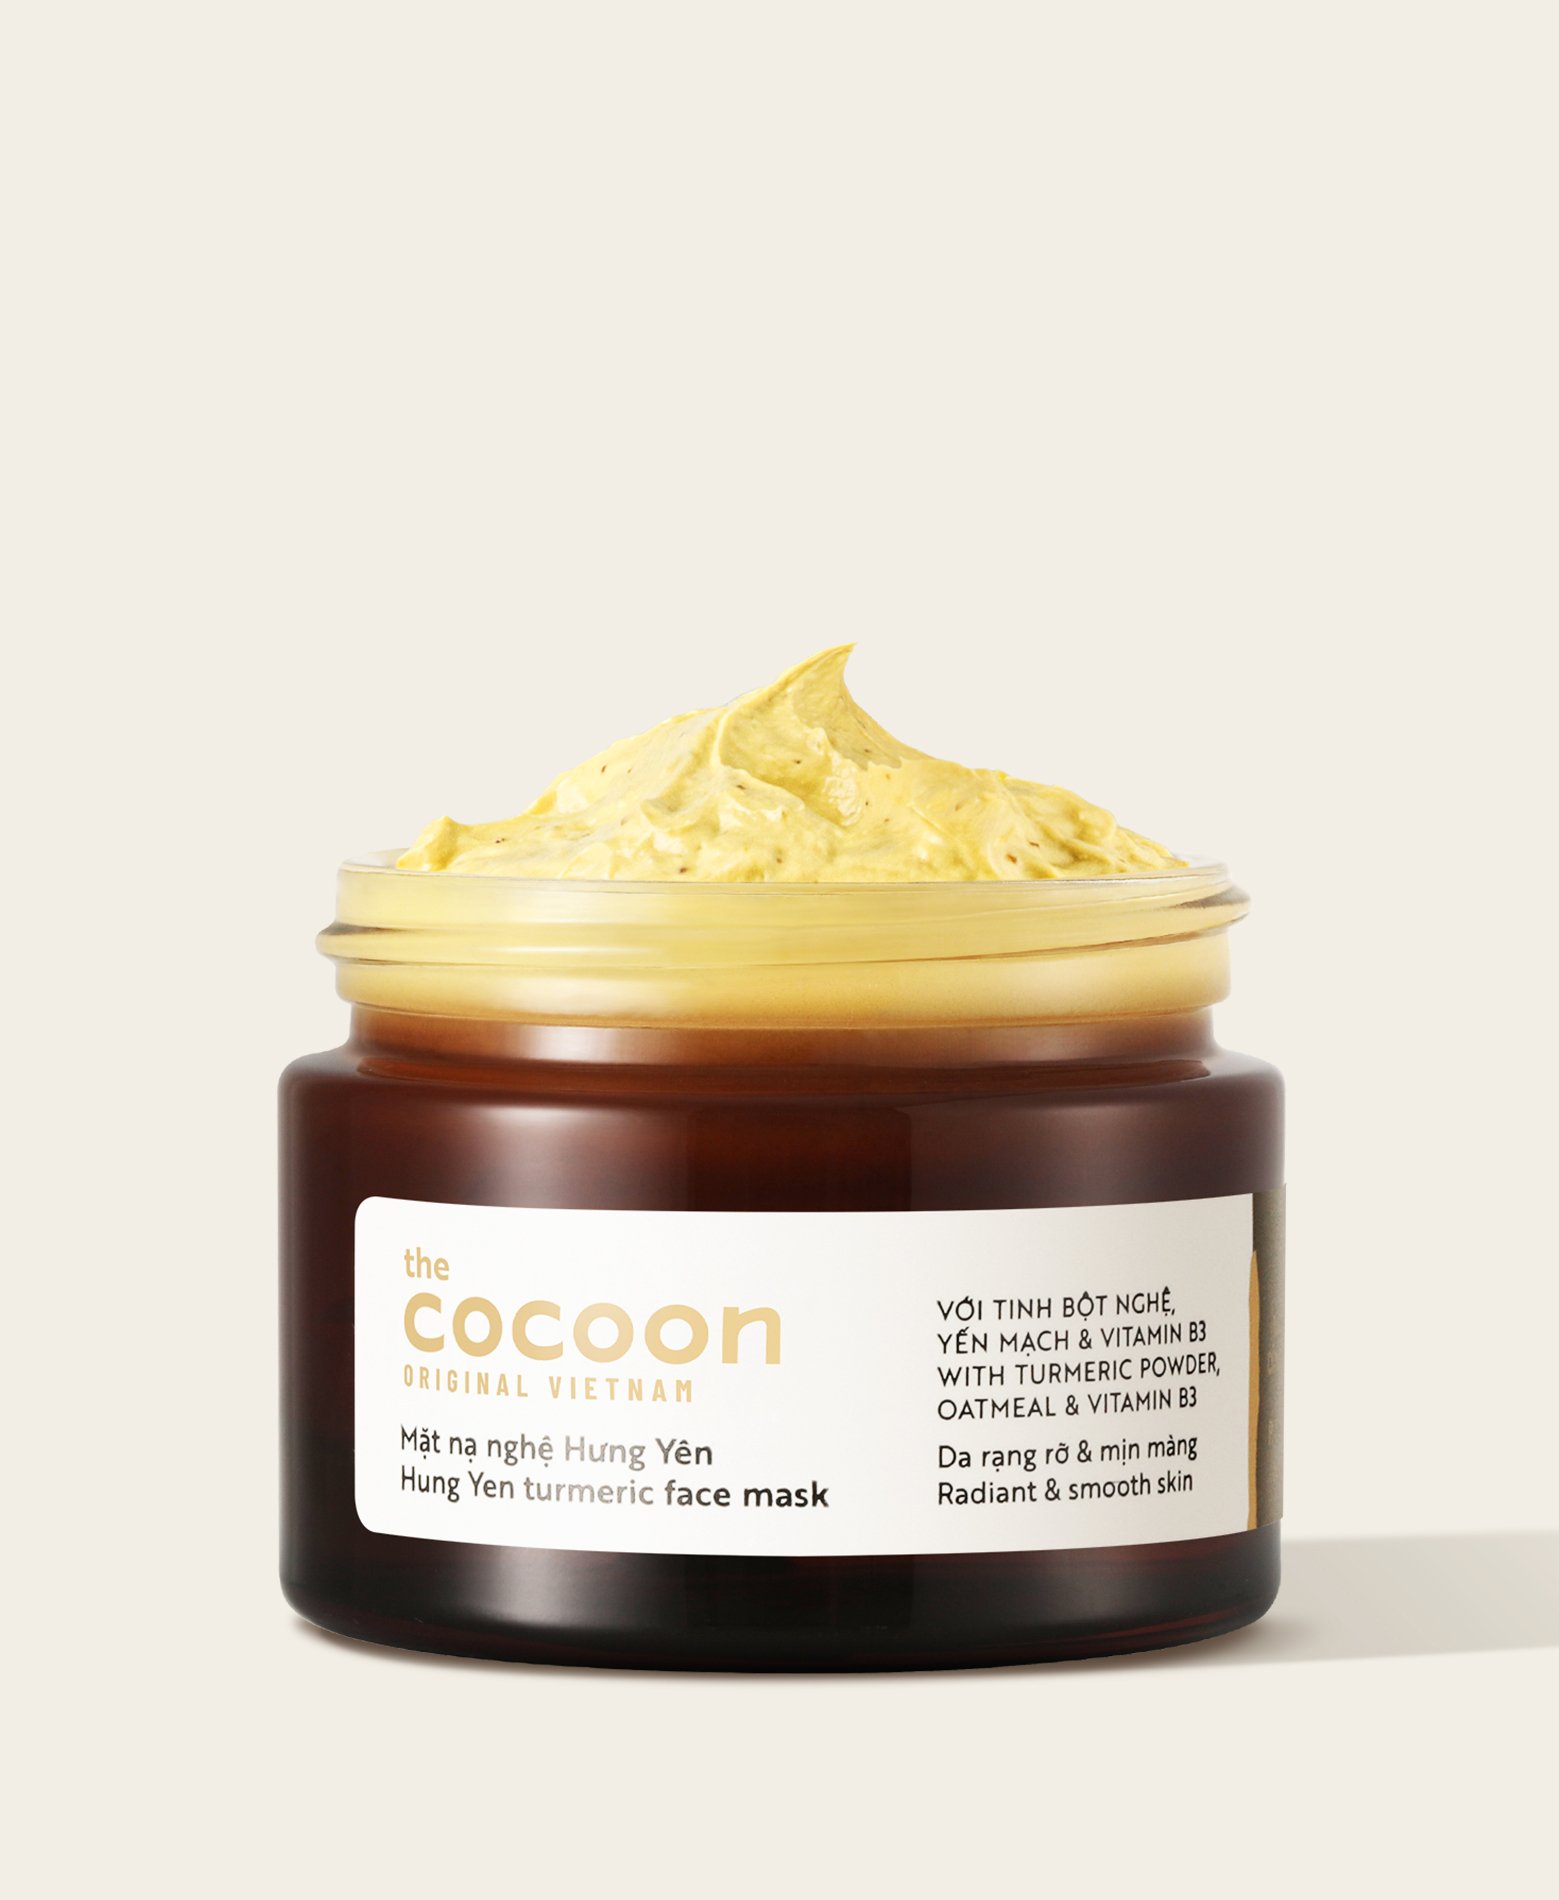 the
cocoon
ORIGINAL VIETNAM
Mặt nạ nghệ Hưng Yên
Hung Yen turmeric face mask
VỚI TINH BỘT NGHỆ,
YẾN MẠCH & VITAMIN B3
WITH TURMERIC POWDER,
OATMEAL & VITAMIN B3
Da rạng rỡ & mịn màng
Radiant & smooth skin